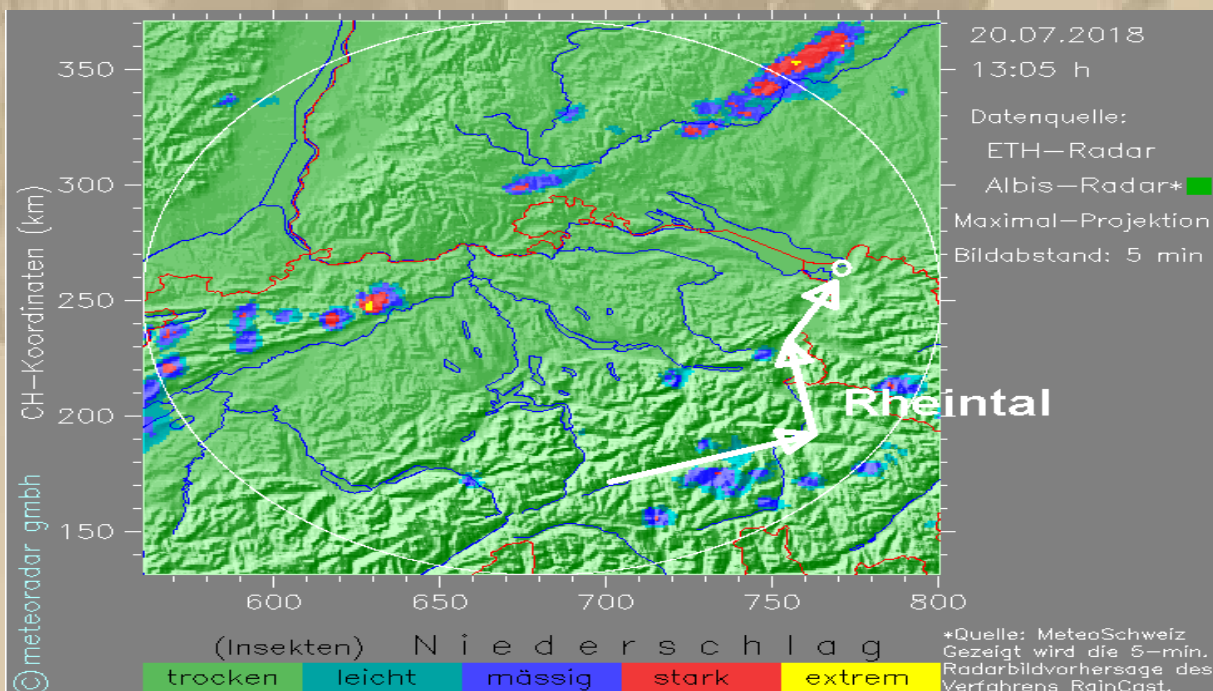 20.07.2018
13:05 h
Datenquelle:
ETH-Radar
Albis-Radar*
Maximal-Projektion
Bildabstand: 5 min
CH-Koordinaten (km)
350
300
250
200
150
Rheintal
600
650
700
750
800
©meteoradar gmbh
(Insekten) Niederschlag
trocken leicht mässig stark extrem
*Quelle: MeteoSchweiz
Gezeigt wird die 5-min.
Radarbildvorhersage des
Verfahrens RainCast.